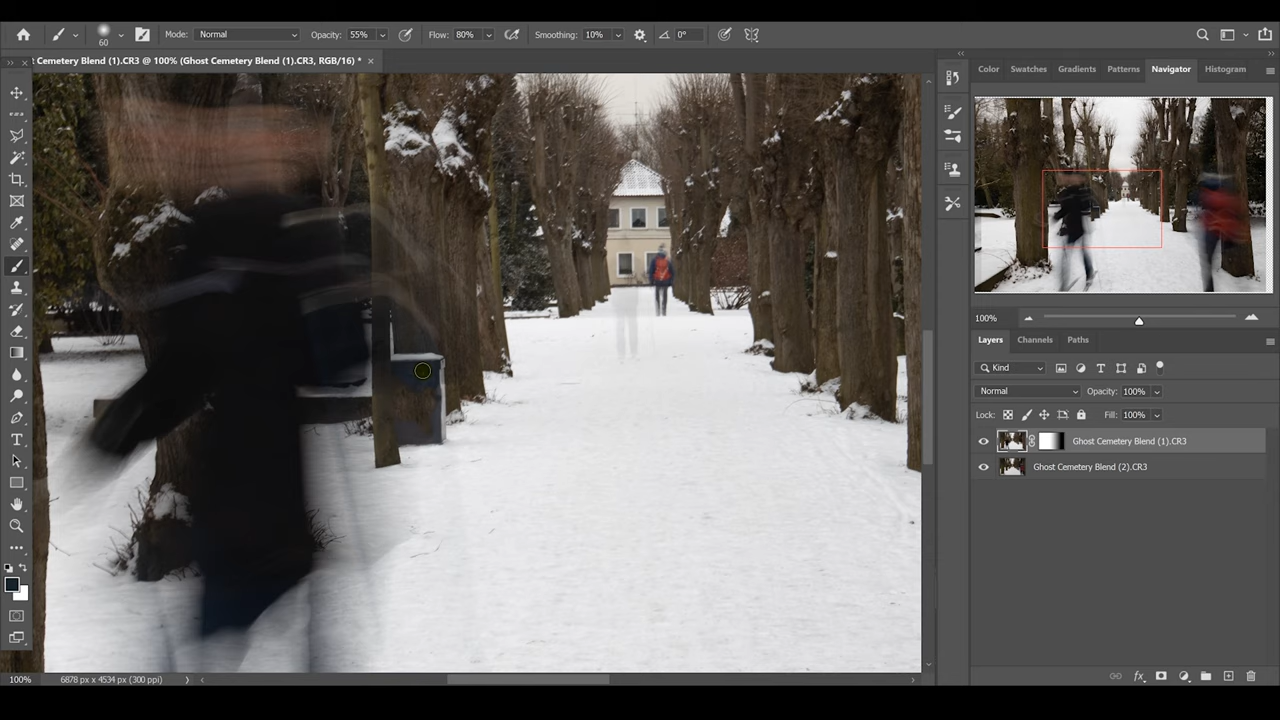 60
Mode: Normal
Opacity: 55%
Flow: 80%
Smoothing: 10%
0°
t Cemetery Blend (1).CR3 @ 100% (Ghost Cemetery Blend (1).CR3, RGB/16) * ×
Color Swatches Gradients Patterns Navigator Histogram
100%
Layers Channels Paths
Kind
Normal
Opacity: 100%
Lock:
Fill: 100%
Ghost Cemetery Blend (1).CR3
Ghost Cemetery Blend (2).CR3
fx
100%
6878 px x 4534 px (300 ppi)